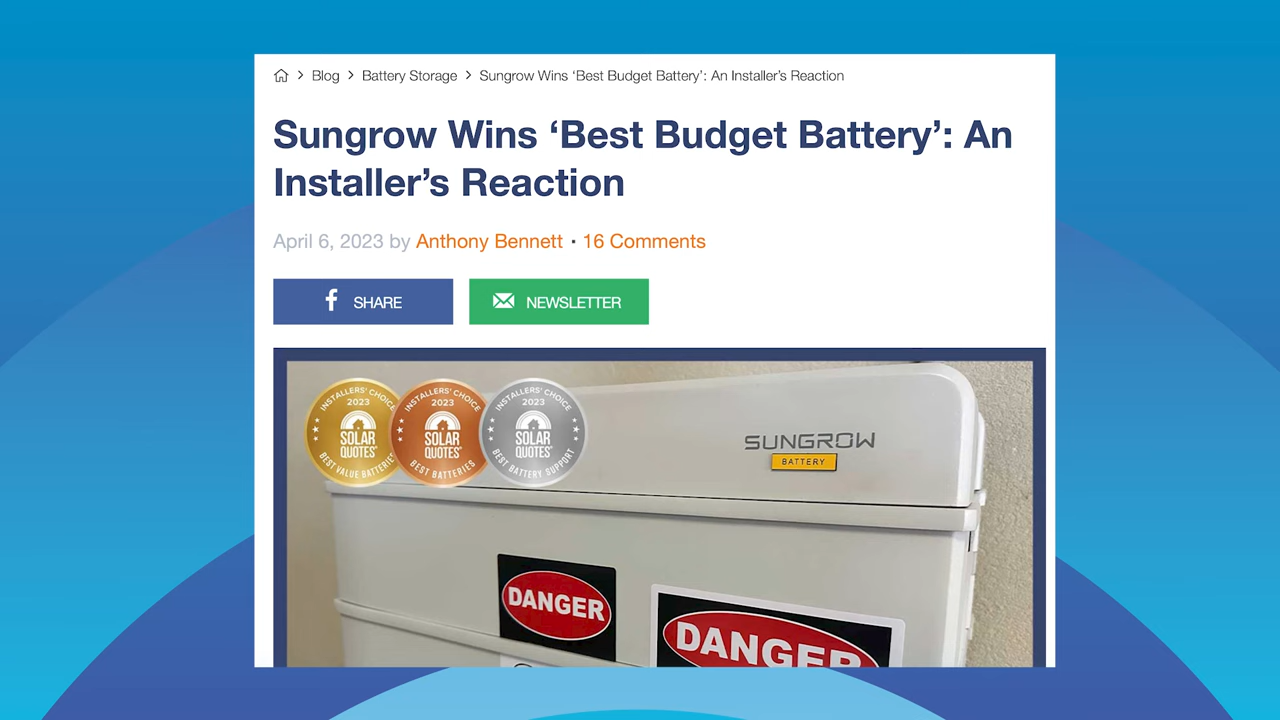 Blog > Battery Storage > Sungrow Wins ‘Best Budget Battery’: An Installer’s Reaction
Sungrow Wins ‘Best Budget Battery’: An
Installer’s Reaction
April 6, 2023 by Anthony Bennett · 16 Comments
SHARE
NEWSLETTER
INSTALLERS' CHOICE
2023
SOLAR
QUOTES
BEST VALUE BATTERIES
INSTALLERS' CHOICE
2023
SOLAR
QUOTES
BEST BATTERIES
INSTALLERS' CHOICE
2023
SOLAR
QUOTES
BEST BATTERY SUPPORT
SUNGROW
BATTERY
DANGER
DANGER